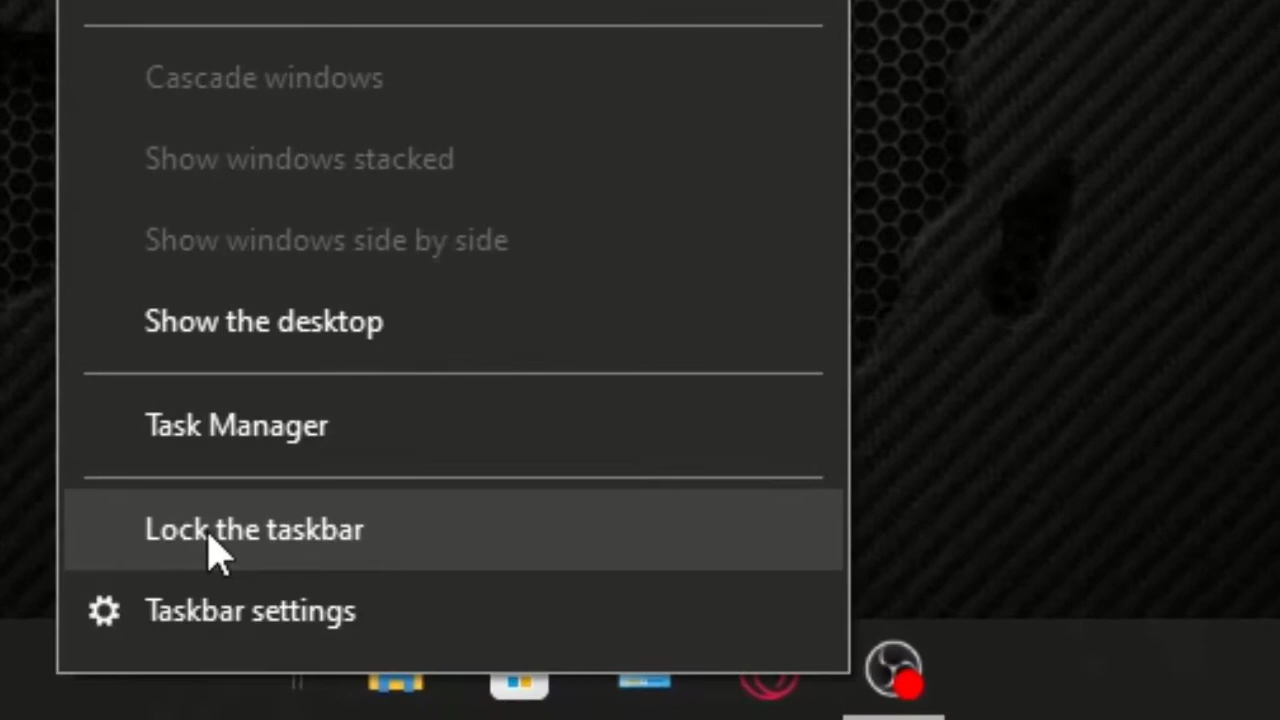 Cascade windows
Show windows stacked
Show windows side by side
Show the desktop
Task Manager
Lock the taskbar
Taskbar settings